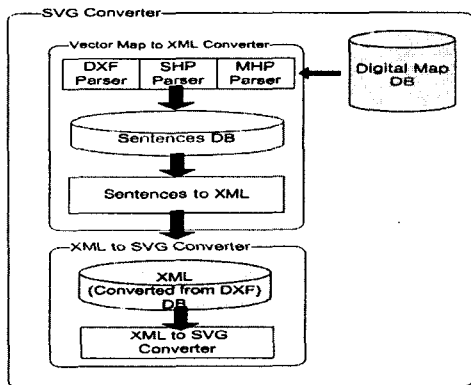 SVG Converter
Vector Map to XML Converter
DXF Parser
SHP Parser
MHP Parser
Digital Map
DB
Sentences DB
Sentences to XML
XML to SVG Converter
XML
(Converted from DXF)
DB
XML to SVG
Converter